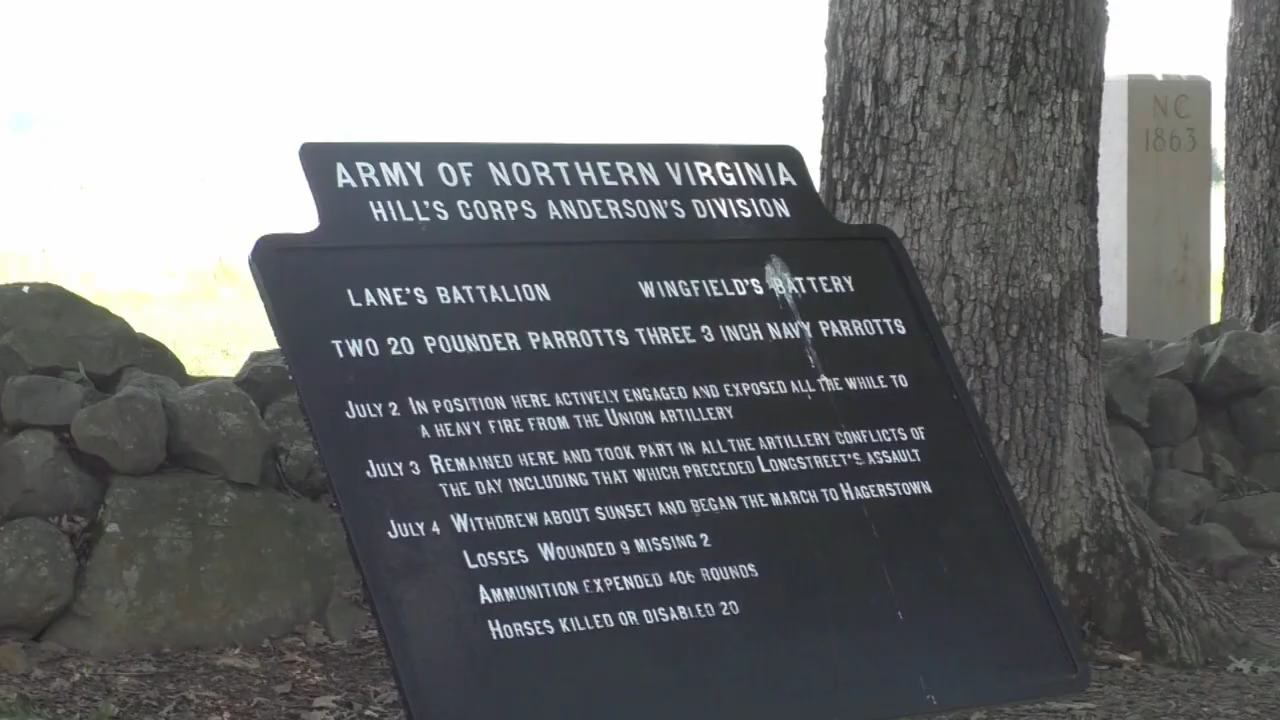 ARMY OF NORTHERN VIRGINIA
HILL'S CORPS ANDERSON'S DIVISION
LANE'S BATTALION WINGFIELD'S BATTERY
TWO 20 POUNDER PARROTTS THREE 3 INCH NAVY PARROTTS
JULY 2 IN POSITION HERE ACTIVELY ENGAGED AND EXPOSED ALL THE WHILE TO
A HEAVY FIRE FROM THE UNION ARTILLERY
JULY 3 REMAINED HERE AND TOOK PART IN ALL THE ARTILLERY CONFLICTS OF
THE DAY INCLUDING THAT WHICH PRECEDED LONGSTREET'S ASSAULT
JULY 4 WITHDREW ABOUT SUNSET AND BEGAN THE MARCH TO HAGERSTOWN
LOSSES WOUNDED 9 MISSING 2
AMMUNITION EXPENDED 406 ROUNDS
HORSES KILLED OR DISABLED 20
NC
1863